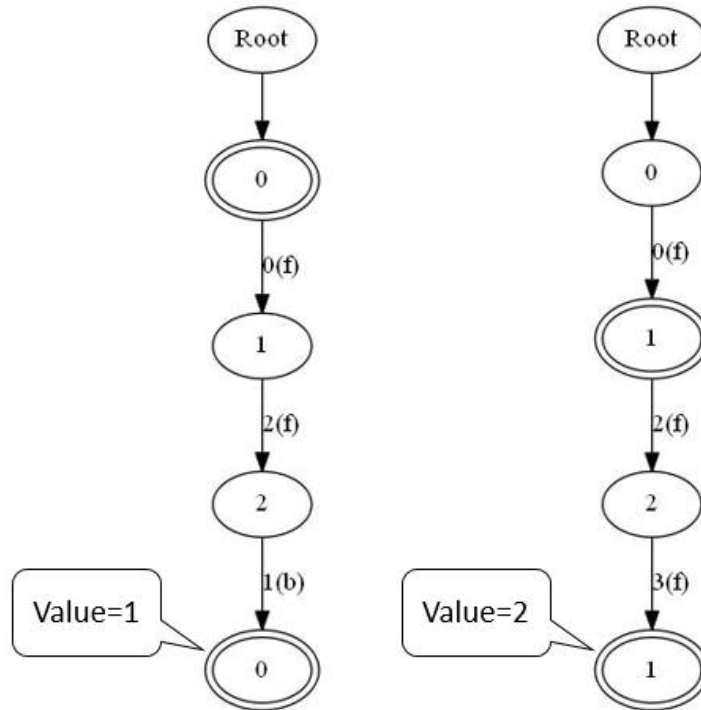 Root
0
0(f)
1
2(f)
2
1(b)
Value=1
0
Root
0
0(f)
1
2(f)
2
3(f)
Value=2
1